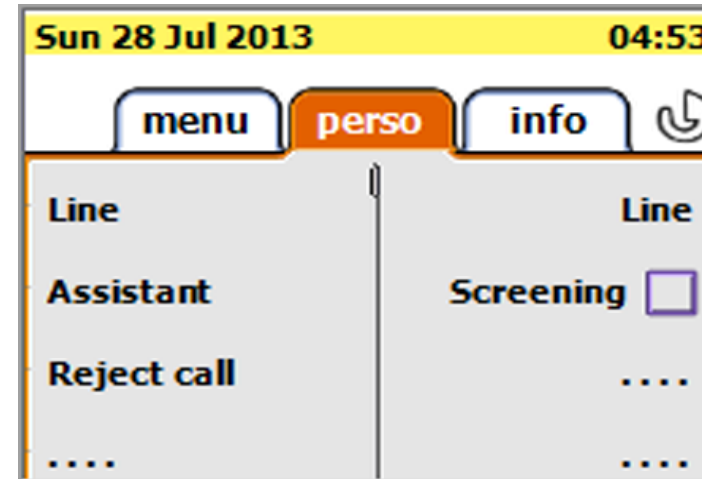 Sun 28 Jul 2013 04:53
menu perso info
Line Line
Assistant Screening
Reject call ....
.... ....